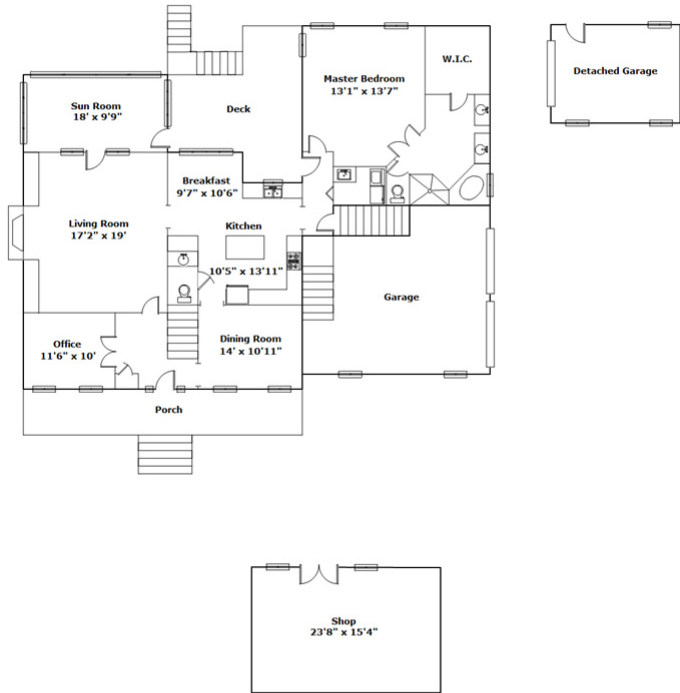 Master Bedroom
13'1" x 13'7"
W.I.C.
Detached Garage
Sun Room
18' x 9'9"
Deck
Breakfast
9'7" x 10'6"
Living Room
17'2" x 19'
Kitchen
10'5" x 13'11"
Garage
Office
11'6" x 10'
Dining Room
14' x 10'11"
Porch
Shop
23'8" x 15'4"